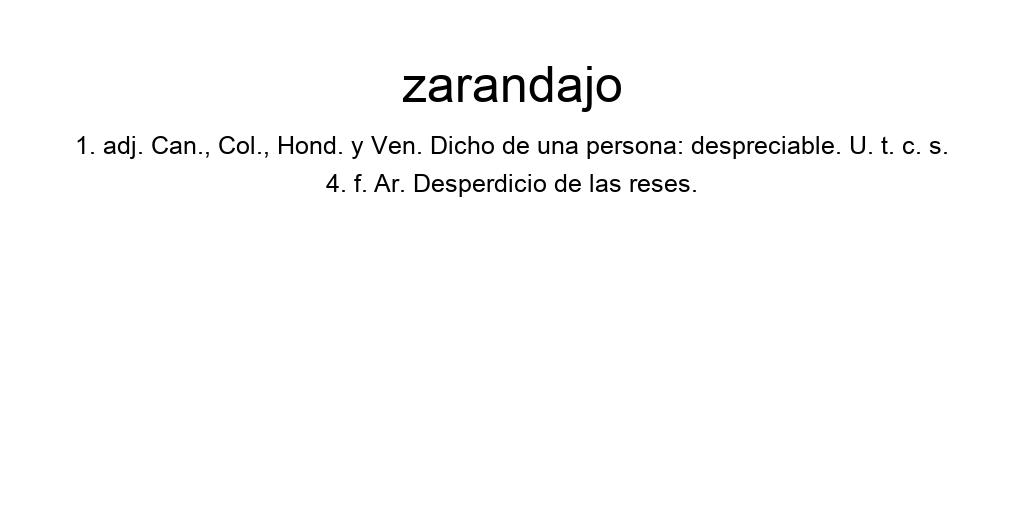 zarandajo
1. adj. Can., Col., Hond. y Ven. Dicho de una persona: despreciable. U. t. c. s.
4. f. Ar. Desperdicio de las reses.